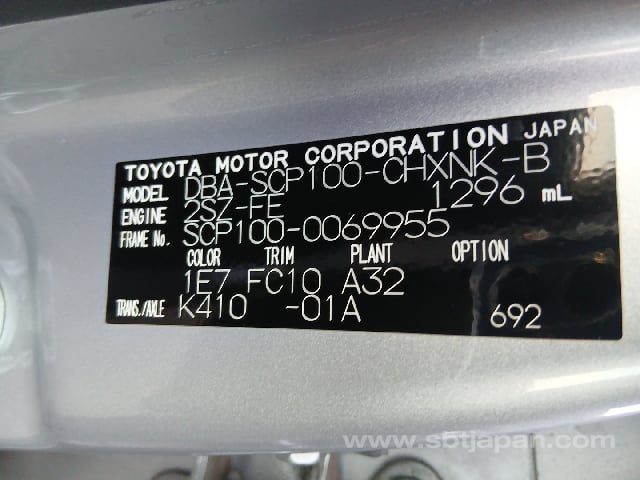 TOYOTA MOTOR CORPORATION JAPAN
MODEL DBA-SCP100-CHXNK-B
ENGINE 2SZ-FE 1296 mL
FRAME No. SCP100-0069955
COLOR TRIM PLANT OPTION
1E7 FC10 A32
TRANS./AXLE K410 -01A 692
www.sbtjapan.com